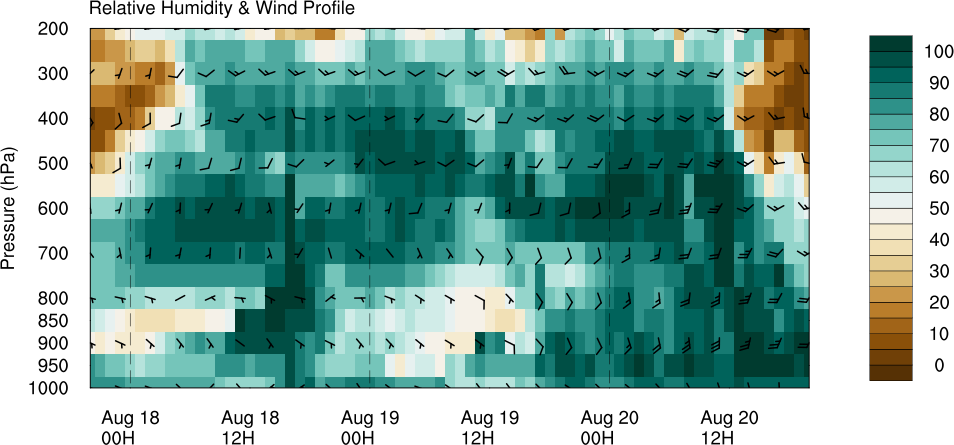 Relative Humidity & Wind Profile
Pressure (hPa)
200
300
400
500
600
700
800
850
900
950
1000
Aug 18 00H
Aug 18 12H
Aug 19 00H
Aug 19 12H
Aug 20 00H
Aug 20 12H
100
90
80
70
60
50
40
30
20
10
0